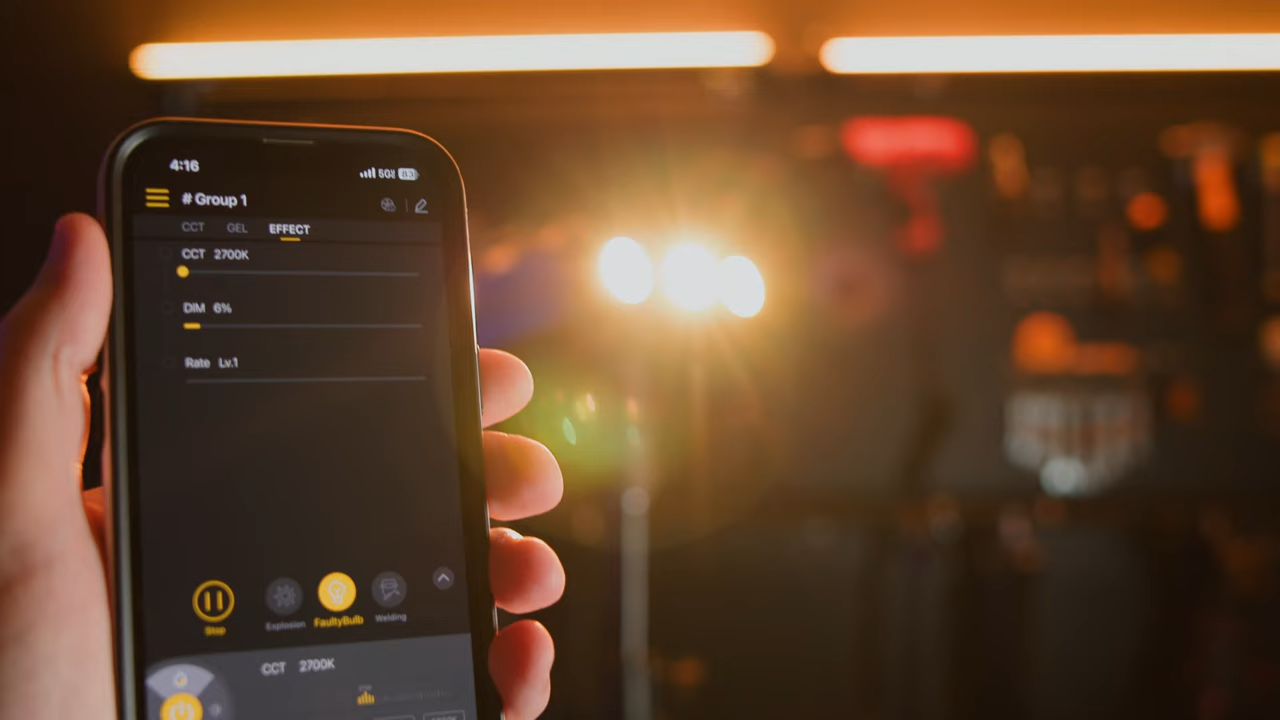 4:16
5G
83
# Group 1
CCT GEL EFFECT
CCT 2700K
DIM 6%
Rate Lv.1
Stop
Explosion
FaultyBulb
Welding
CCT 2700K